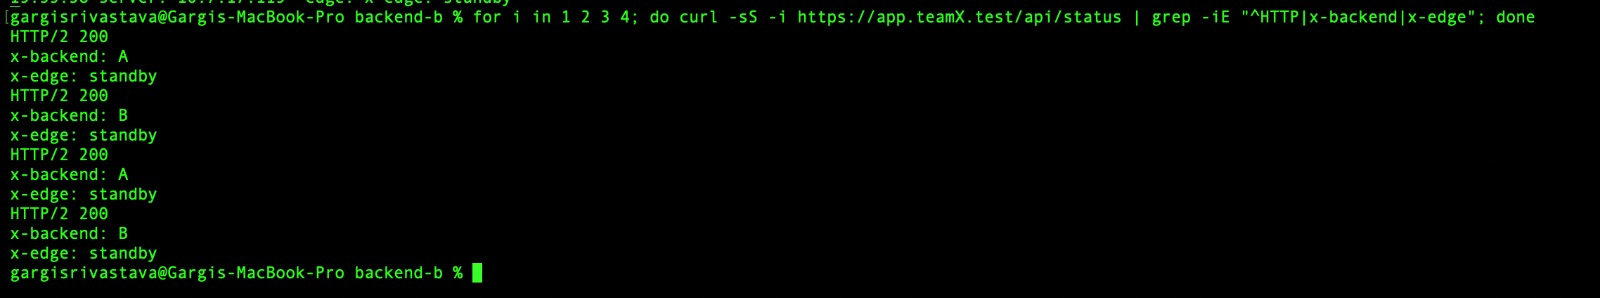 gargisrivastava@Gargis-MacBook-Pro backend-b % for i in 1 2 3 4; do curl -sS -i https://app.teamX.test/api/status | grep -iE "^HTTP|x-backend|x-edge"; done
HTTP/2 200
x-backend: A
x-edge: standby
HTTP/2 200
x-backend: B
x-edge: standby
HTTP/2 200
x-backend: A
x-edge: standby
HTTP/2 200
x-backend: B
x-edge: standby
gargisrivastava@Gargis-MacBook-Pro backend-b %